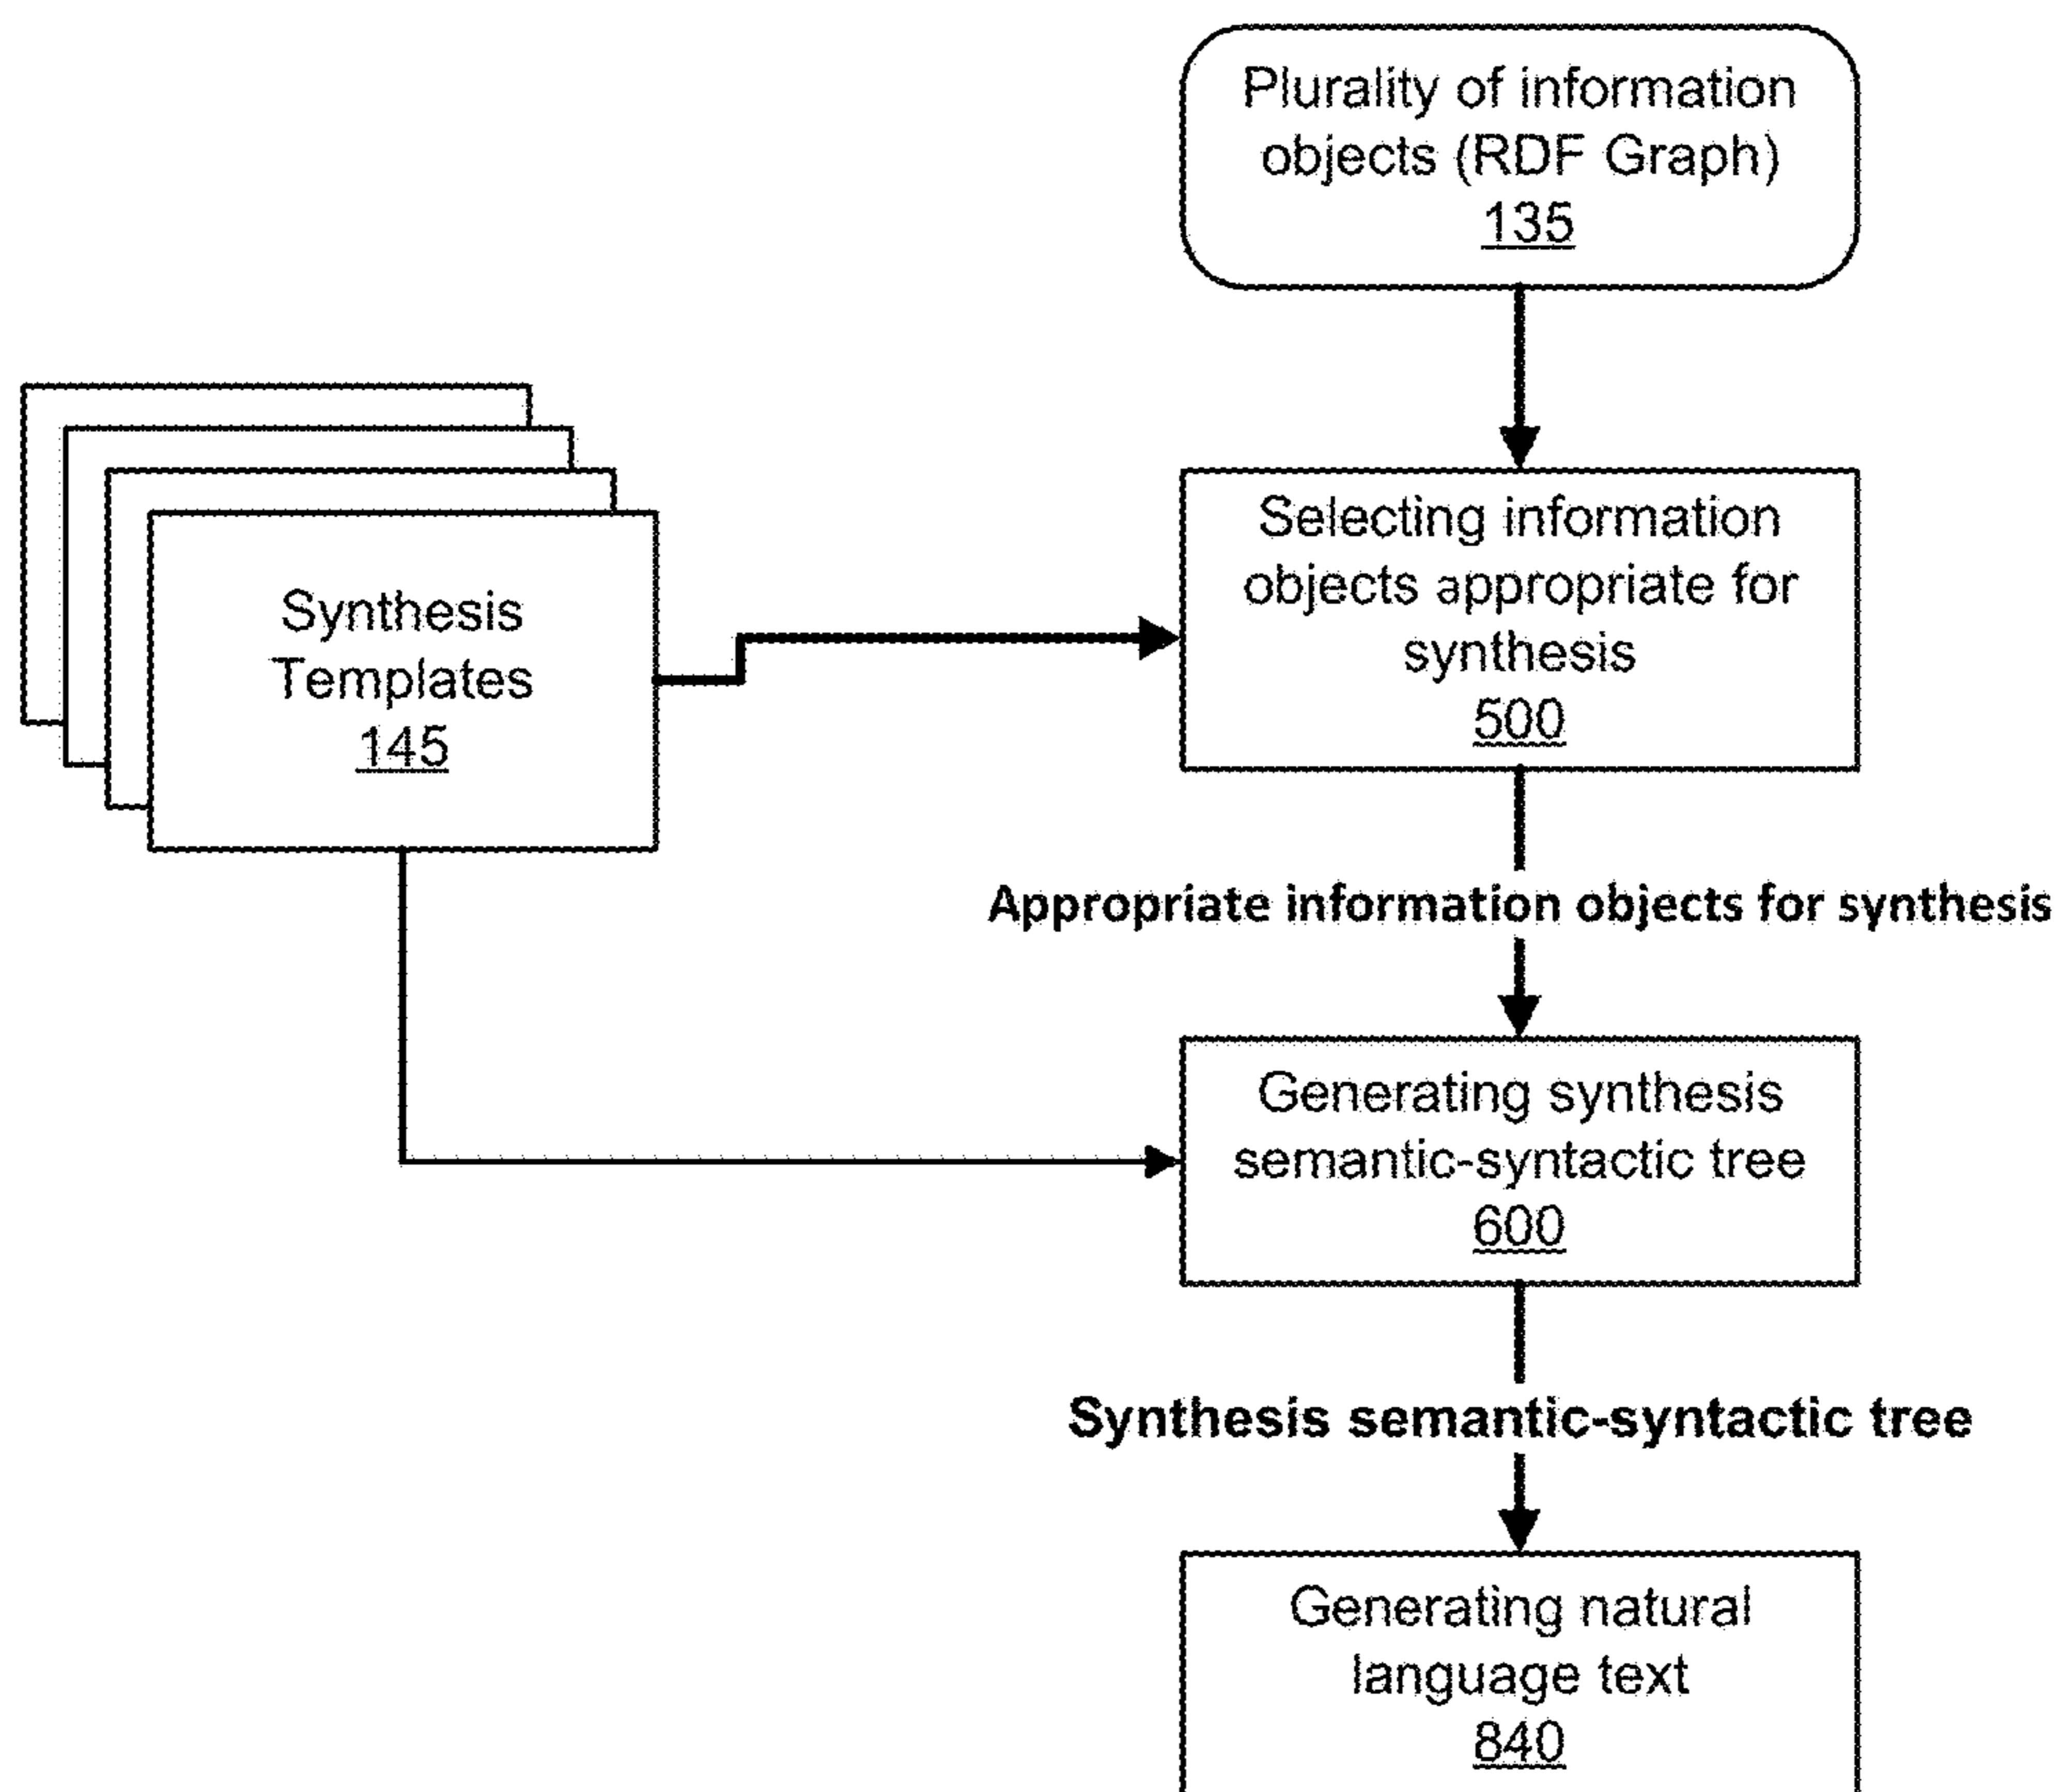 Plurality of information
objects (RDF Graph)
135
Synthesis
Templates
145
Selecting information
objects appropriate for
synthesis
500
Appropriate information objects for synthesis
Generating synthesis
semantic-syntactic tree
600
Synthesis semantic-syntactic tree
Generating natural
language text
840